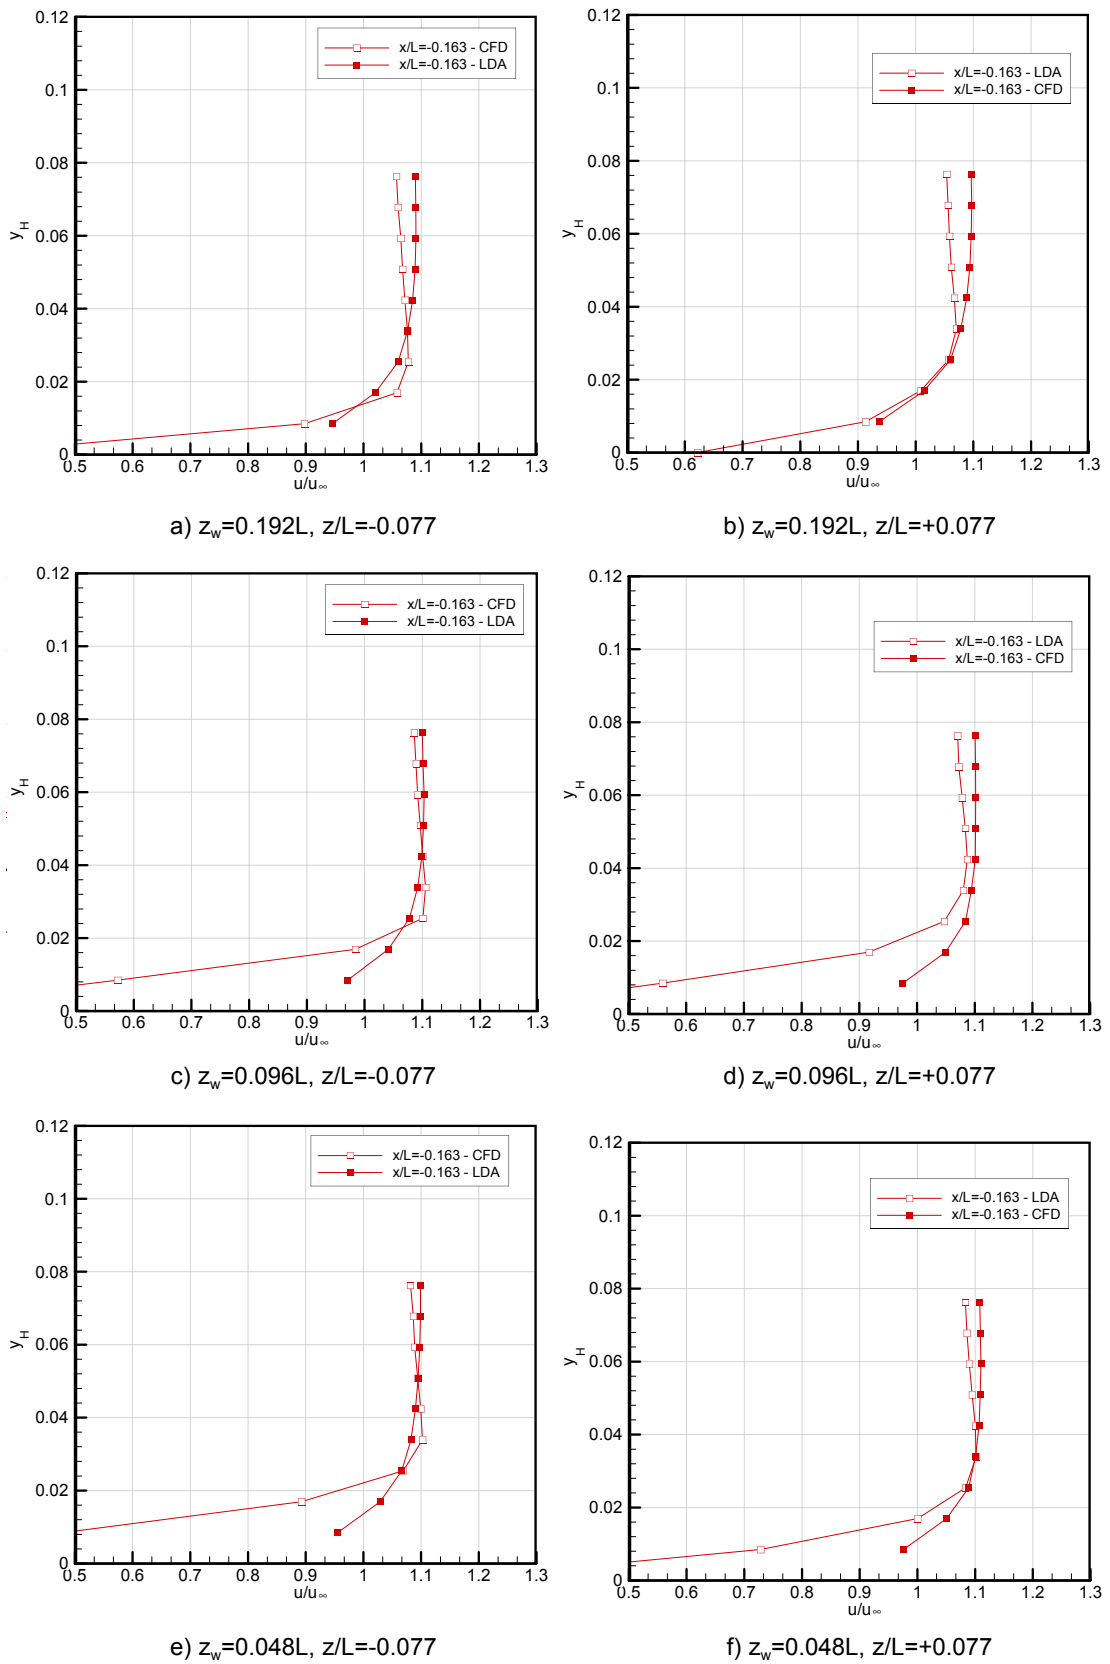 0.12
0.1
0.08
0.06
0.04
0.02
0
y_H
x/L=-0.163 - CFD
x/L=-0.163 - LDA
0.5 0.6 0.7 0.8 0.9 1 1.1 1.2 1.3
u/u∞
a) z_w=0.192L, z/L=-0.077
0.12
0.1
0.08
0.06
0.04
0.02
0
y_H
x/L=-0.163 - LDA
x/L=-0.163 - CFD
0.5 0.6 0.7 0.8 0.9 1 1.1 1.2 1.3
u/u∞
b) z_w=0.192L, z/L=+0.077
0.12
0.1
0.08
0.06
0.04
0.02
0
y_H
x/L=-0.163 - CFD
x/L=-0.163 - LDA
0.5 0.6 0.7 0.8 0.9 1 1.1 1.2 1.3
u/u∞
c) z_w=0.096L, z/L=-0.077
0.12
0.1
0.08
0.06
0.04
0.02
0
y_H
x/L=-0.163 - LDA
x/L=-0.163 - CFD
0.5 0.6 0.7 0.8 0.9 1 1.1 1.2 1.3
u/u∞
d) z_w=0.096L, z/L=+0.077
0.12
0.1
0.08
0.06
0.04
0.02
0
y_H
x/L=-0.163 - CFD
x/L=-0.163 - LDA
0.5 0.6 0.7 0.8 0.9 1 1.1 1.2 1.3
u/u∞
e) z_w=0.048L, z/L=-0.077
0.12
0.1
0.08
0.06
0.04
0.02
0
y_H
x/L=-0.163 - LDA
x/L=-0.163 - CFD
0.5 0.6 0.7 0.8 0.9 1 1.1 1.2 1.3
u/u∞
f) z_w=0.048L, z/L=+0.077